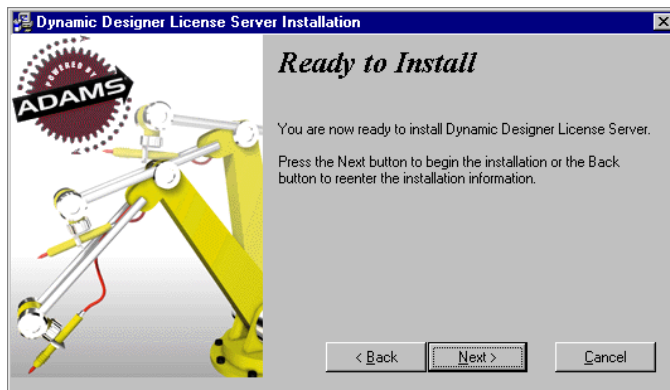 Dynamic Designer License Server Installation
POWERED BY
ADAMS
Ready to Install
You are now ready to install Dynamic Designer License Server.
Press the Next button to begin the installation or the Back
button to reenter the installation information.
< Back
Next >
Cancel